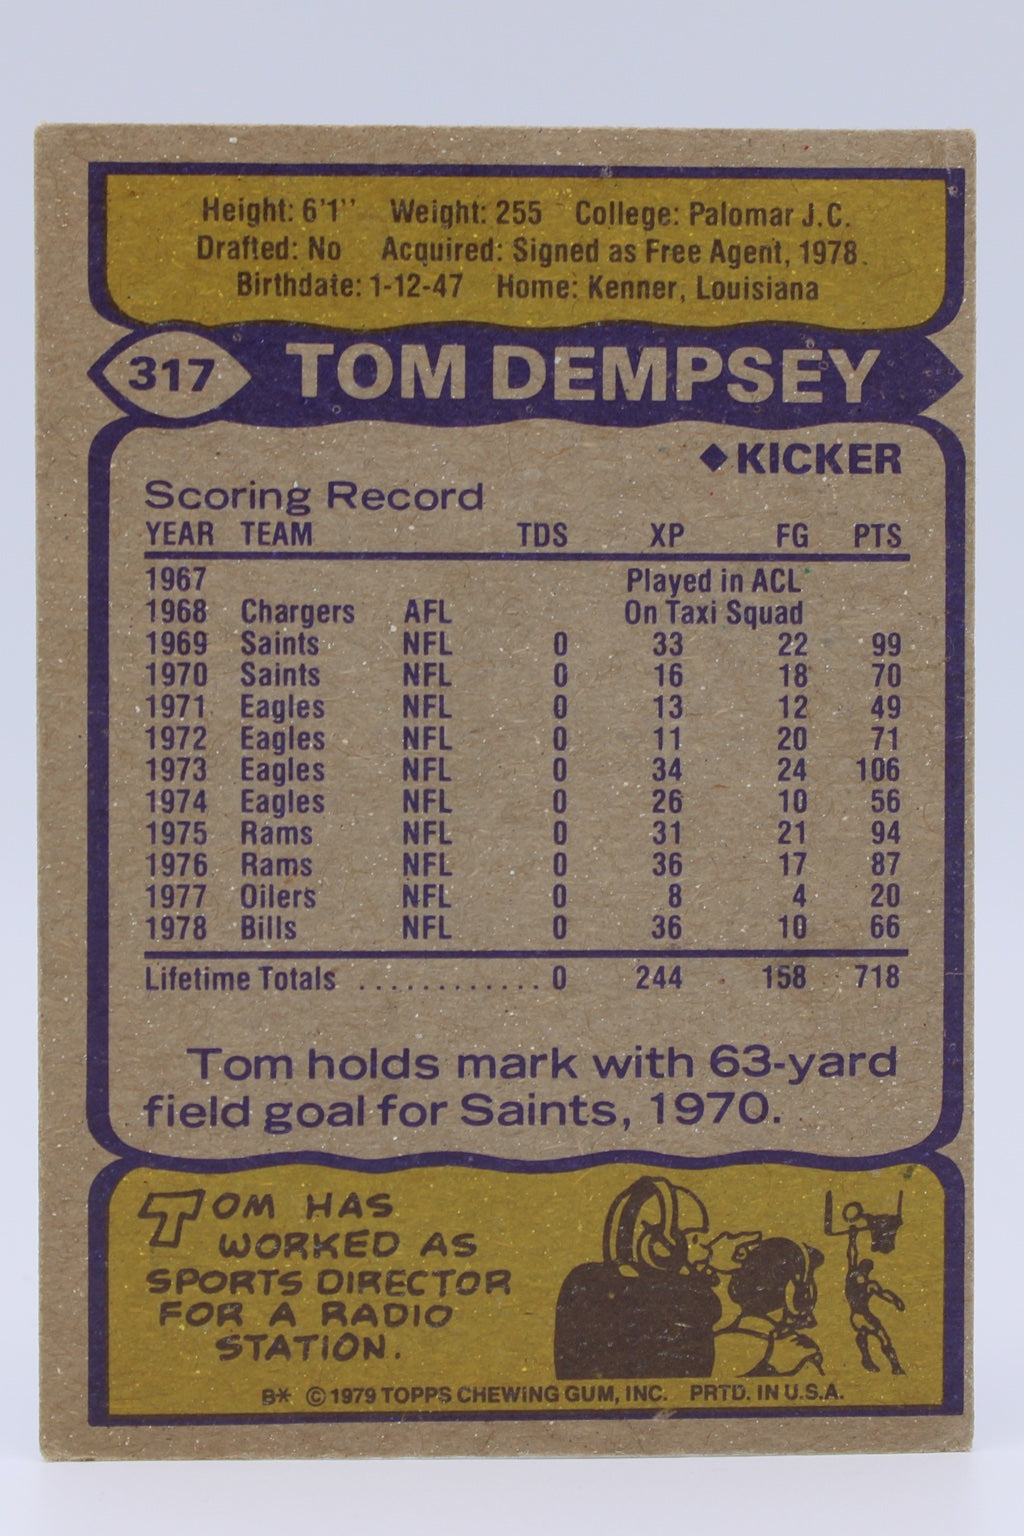 Height: 6'1" Weight: 255 College: Palomar J.C.
Drafted: No Acquired: Signed as Free Agent, 1978.
Birthdate: 1-12-47 Home: Kenner, Louisiana
317 TOM DEMPSEY
◆ KICKER
Scoring Record
YEAR TEAM TDS XP FG PTS
1967 Played in ACL
1968 Chargers AFL On Taxi Squad
1969 Saints NFL 0 33 22 99
1970 Saints NFL 0 16 18 70
1971 Eagles NFL 0 13 12 49
1972 Eagles NFL 0 11 20 71
1973 Eagles NFL 0 34 24 106
1974 Eagles NFL 0 26 10 56
1975 Rams NFL 0 31 21 94
1976 Rams NFL 0 36 17 87
1977 Oilers NFL 0 8 4 20
1978 Bills NFL 0 36 10 66
Lifetime Totals ............ 0 244 158 718
Tom holds mark with 63-yard
field goal for Saints, 1970.
TOM HAS
WORKED AS
SPORTS DIRECTOR
FOR A RADIO
STATION.
B* © 1979 TOPPS CHEWING GUM, INC. PRTD. IN U.S.A.